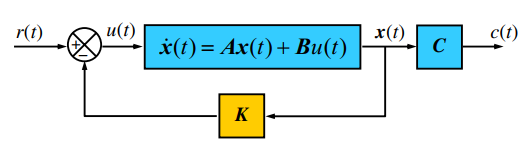 r(t) + − u(t) ẋ(t) = Ax(t) + Bu(t) x(t) C c(t)
K